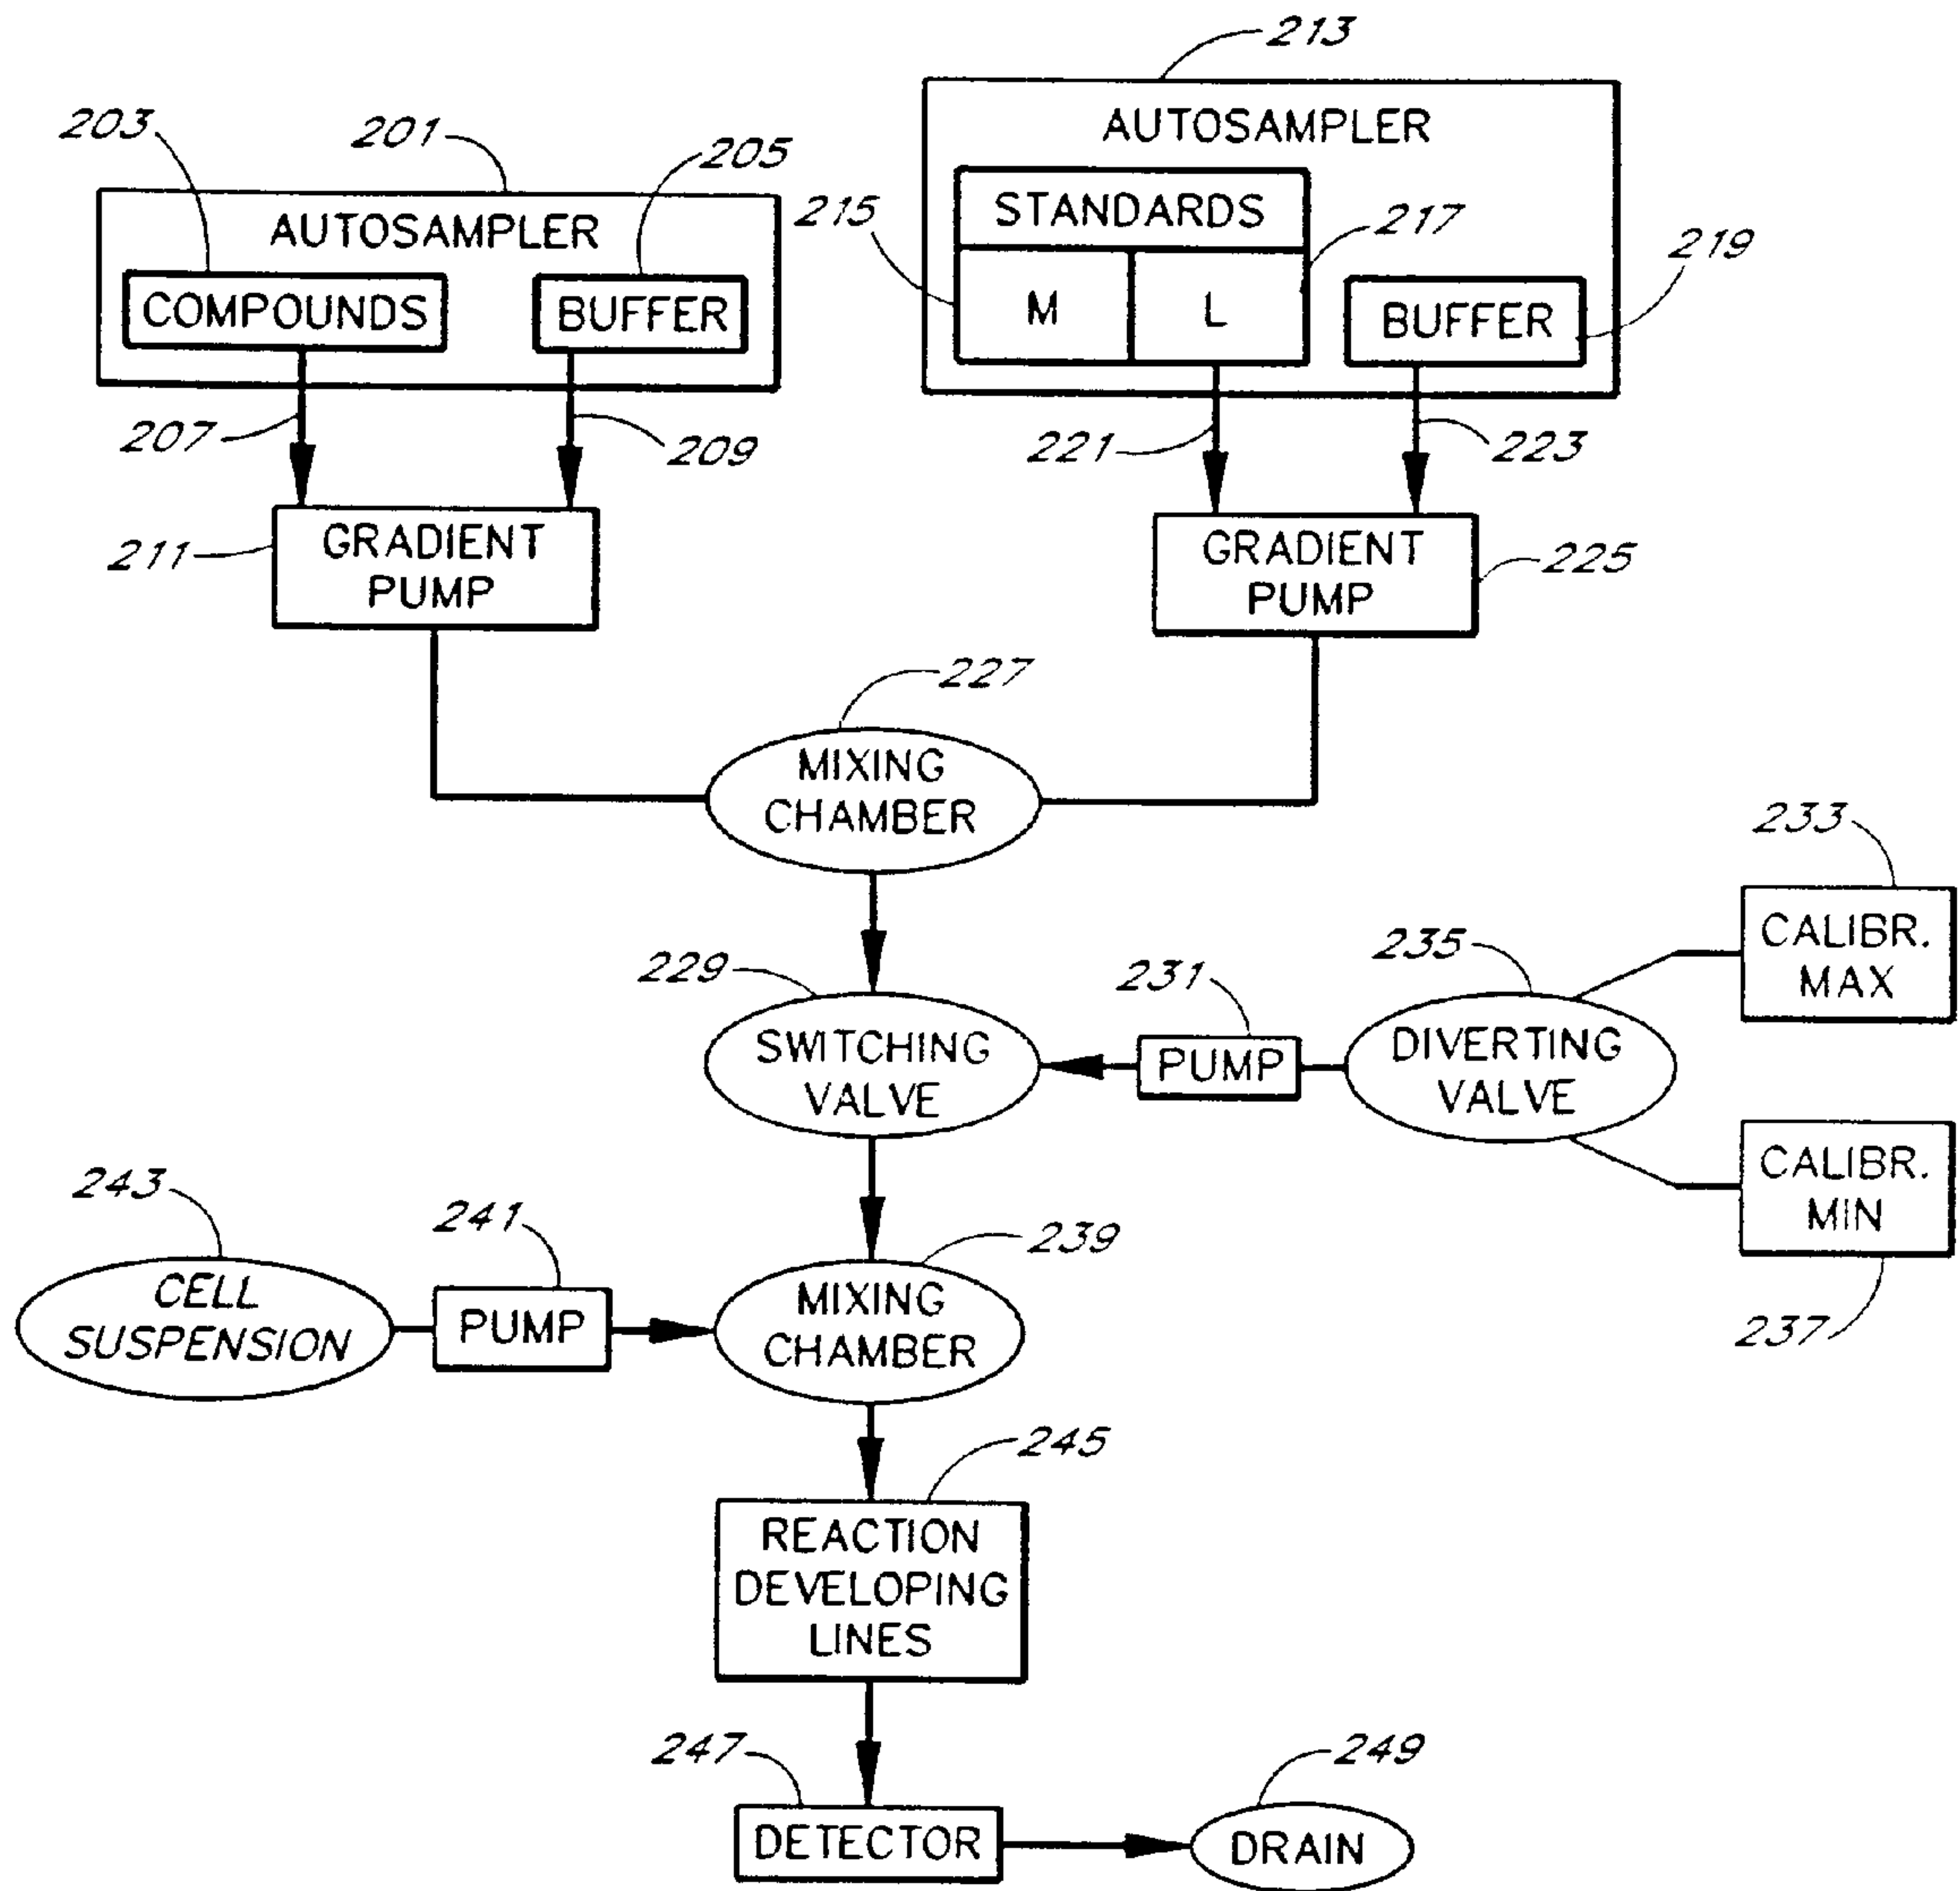 213
203
201
205
AUTOSAMPLER
AUTOSAMPLER
STANDARDS
215
217
219
COMPOUNDS
BUFFER
M
L
BUFFER
207
209
221
223
211
GRADIENT
PUMP
GRADIENT
PUMP
225
227
MIXING
CHAMBER
233
CALIBR.
MAX
229
231
235
SWITCHING
VALVE
PUMP
DIVERTING
VALVE
CALIBR.
MIN
237
243
241
239
CELL
SUSPENSION
PUMP
MIXING
CHAMBER
245
REACTION
DEVELOPING
LINES
247
249
DETECTOR
DRAIN